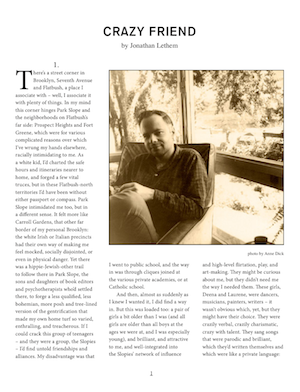 CRAZY FRIEND
by Jonathan Lethem
1.
There's a street corner in
Brooklyn, Seventh Avenue
and Flatbush, a place I
associate with – well, I associate it
with plenty of things. In my mind
this corner hinges Park Slope and
the neighborhoods on Flatbush's
far side: Prospect Heights and Fort
Greene, which were for various
complicated reasons over which
I've wrung my hands elsewhere,
racially intimidating to me. As
a white kid, I'd charted the safe
hours and itineraries nearer to
home, and forged a few vital
truces, but in these Flatbush-north
territories I'd have been without
either passport or compass. Park
Slope intimidated me too, but in
a different sense. It felt more like
Carroll Gardens, that other far
border of my personal Brooklyn:
the white Irish or Italian provinces
had their own way of making me
feel mocked, socially disjointed, or
even in physical danger. Yet there
was a hippie-Jewish other trail
to follow there in Park Slope, the
sons and daughters of book editors
and psychotherapists who'd settled
there, to forge a less qualified, less
bohemian, more posh and tree-lined
version of the gentrification that
made my own home turf so varied,
enthralling, and treacherous. If I
could crack this group of teenagers
– and they were a group, the Slopies
– I'd find untold friendships and
alliances. My disadvantage was that
photo by Anne Dick
I went to public school, and the way
in was through cliques joined at
the various private academies, or at
Catholic school.
And then, almost as suddenly as
I knew I wanted it, I did find a way
in. But this was loaded too: a pair of
girls a bit older than I was (and all
girls are older than all boys at the
ages we were at, and I was especially
young), and brilliant, and attractive
to me, and well-integrated into
the Slopies' network of influence
and high-level flirtation, play, and
art-making. They might be curious
about me, but they didn't need me
the way I needed them. These girls,
Deena and Laurene, were dancers,
musicians, painters, writers – it
wasn't obvious which, yet, but they
might have their choice. They were
cranky verbal, cranky charismatic,
crazy with talent. They sang songs
that were parodic and brilliant,
which they'd written themselves and
which were like a private language:
1